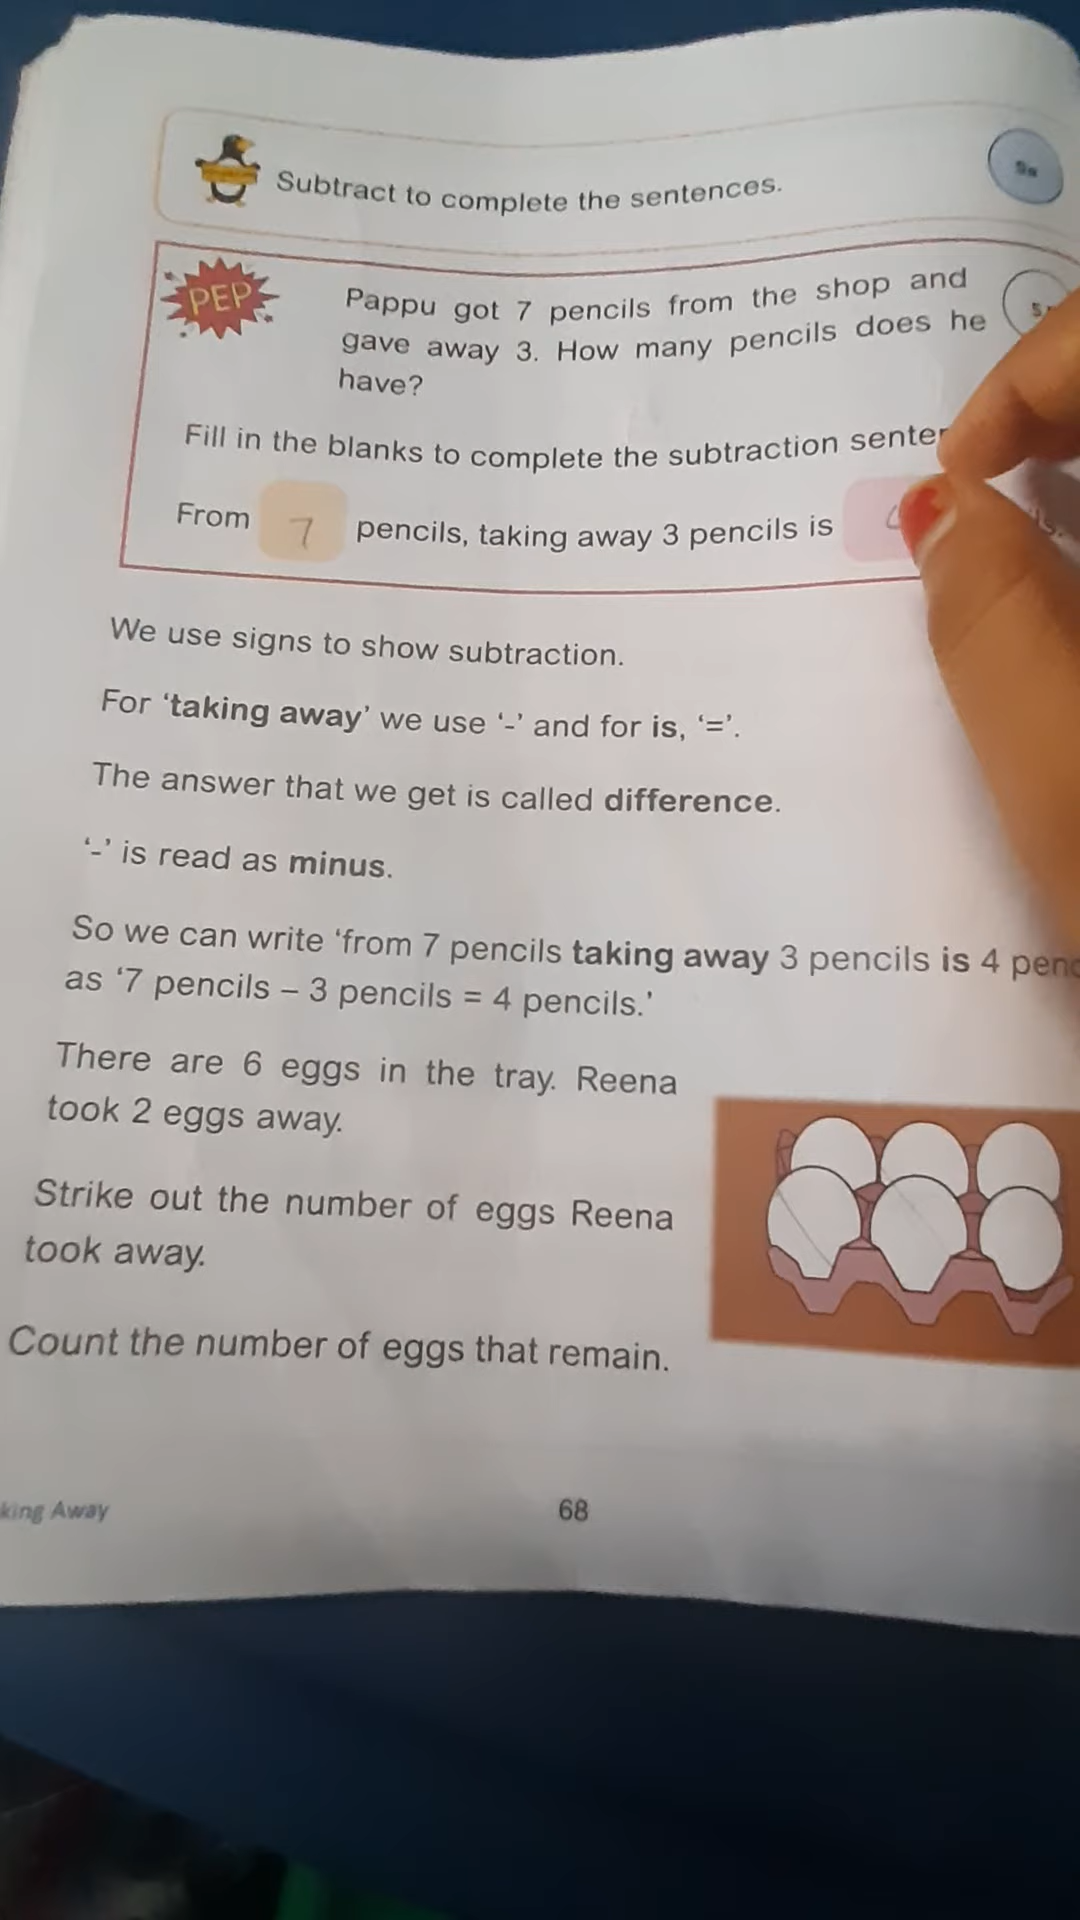 Subtract to complete the sentences.
PEP
Pappu got 7 pencils from the shop and
gave away 3. How many pencils does he
have?
Fill in the blanks to complete the subtraction
From 7 pencils, taking away 3 pencils is
We use signs to show subtraction.
For ‘taking away’ we use ‘-’ and for is, ‘=’.
The answer that we get is called difference.
‘-’ is read as minus.
So we can write ‘from 7 pencils taking away 3 pencils is 4
as ‘7 pencils – 3 pencils = 4 pencils.’
There are 6 eggs in the tray. Reena
took 2 eggs away.
Strike out the number of eggs Reena
took away.
Count the number of eggs that remain.
Away
68